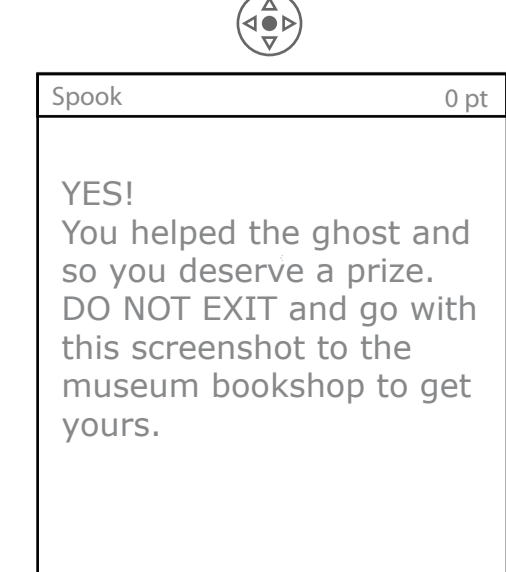 Spook 0 pt
YES!
You helped the ghost and
so you deserve a prize.
DO NOT EXIT and go with
this screenshot to the
museum bookshop to get
yours.